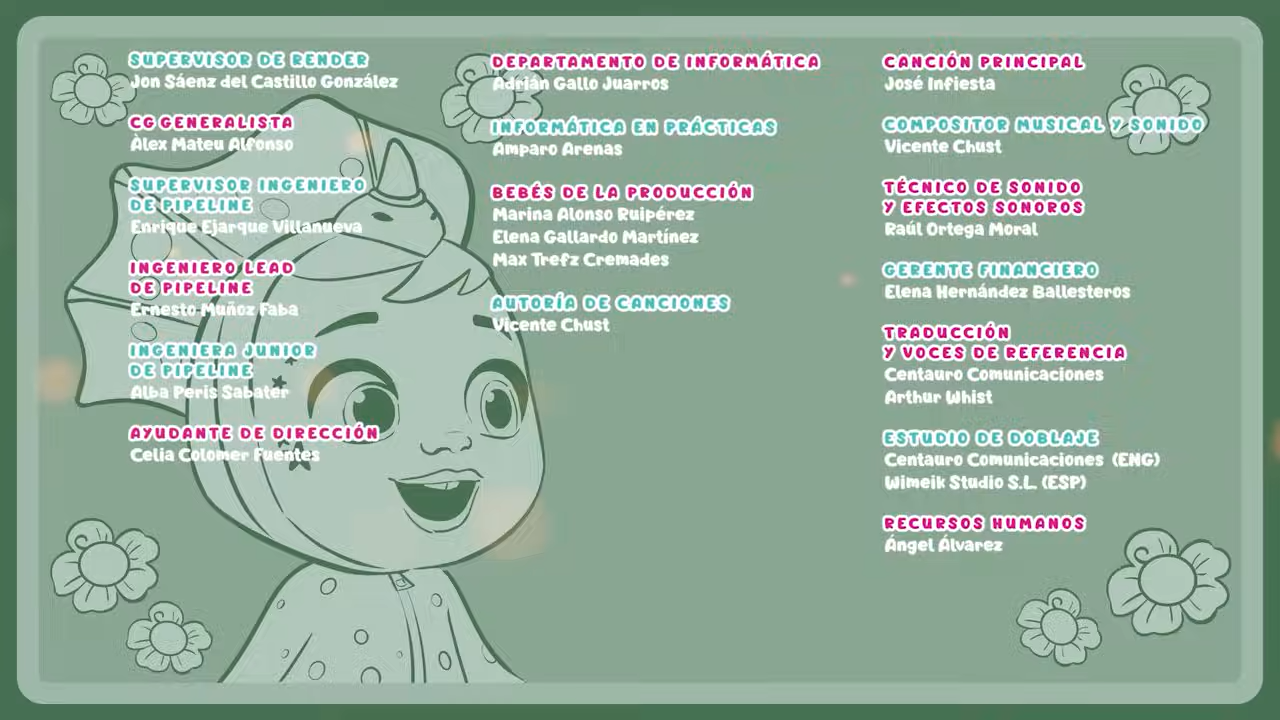 SUPERVISOR DE RENDER
Jon Sáenz del Castillo González
CG GENERALISTA
Àlex Mateu Alfonso
SUPERVISOR INGENIERO
DE PIPELINE
Enrique Ejarque Villanueva
INGENIERO LEAD
DE PIPELINE
Ernesto Muñoz Faba
INGENIERA JUNIOR
DE PIPELINE
Alba Peris Sabater
AYUDANTE DE DIRECCIÓN
Celia Colomer Fuentes
DEPARTAMENTO DE INFORMÁTICA
Adrián Gallo Juarros
INFORMÁTICA EN PRÁCTICAS
Amparo Arenas
BEBÉS DE LA PRODUCCIÓN
Marina Alonso Ruipérez
Elena Gallardo Martínez
Max Trefz Cremades
AUTORÍA DE CANCIONES
Vicente Chust
CANCIÓN PRINCIPAL
José Infiesta
COMPOSITOR MUSICAL Y SONIDO
Vicente Chust
TÉCNICO DE SONIDO
Y EFECTOS SONOROS
Raúl Ortega Moral
GERENTE FINANCIERO
Elena Hernández Ballesteros
TRADUCCIÓN
Y VOCES DE REFERENCIA
Centauro Comunicaciones
Arthur Whist
ESTUDIO DE DOBLAJE
Centauro Comunicaciones (ENG)
Wimeik Studio S.L. (ESP)
RECURSOS HUMANOS
Ángel Álvarez